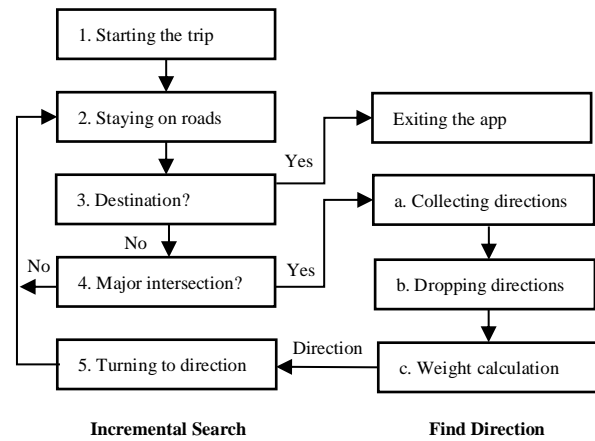 1. Starting the trip
2. Staying on roads
Exiting the app
Yes
3. Destination?
a. Collecting directions
No
No
4. Major intersection?
Yes
b. Dropping directions
5. Turning to direction
Direction
c. Weight calculation
Incremental Search
Find Direction